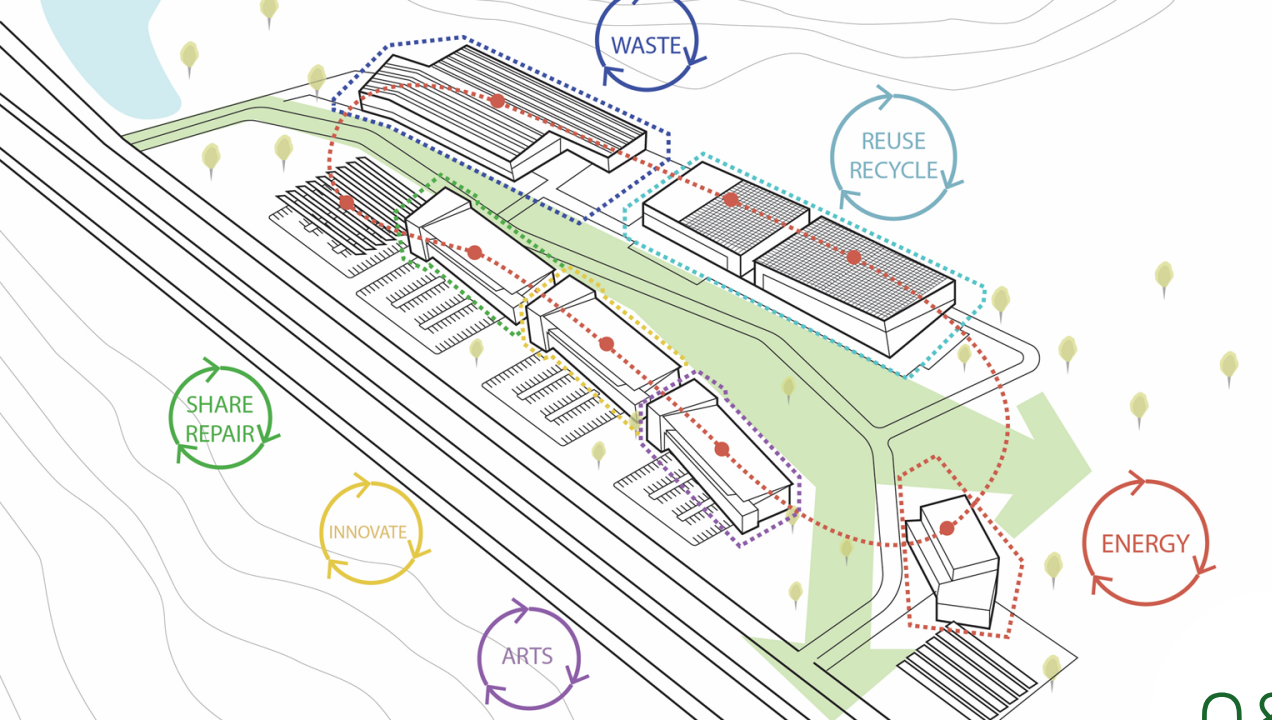 WASTE
REUSE
RECYCLE
SHARE
REPAIR
INNOVATE
ENERGY
ARTS